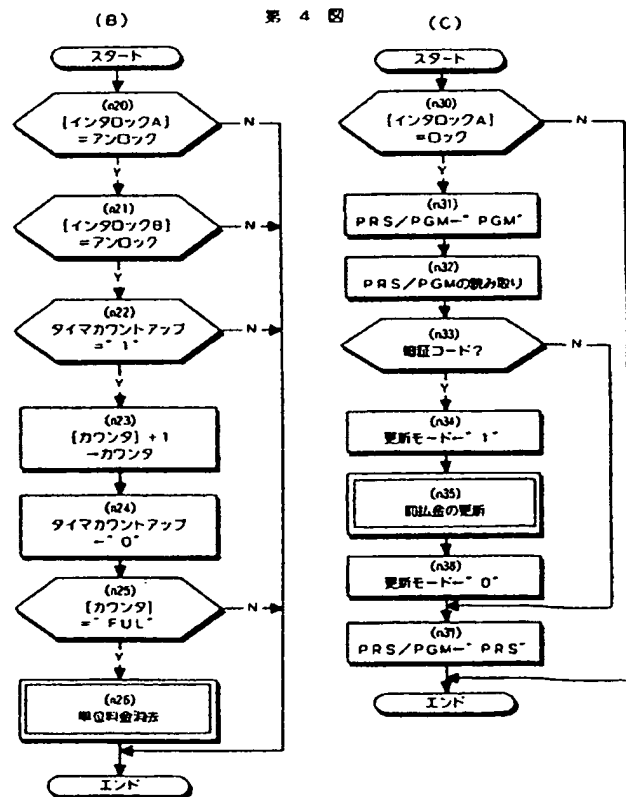 第 4 図
(B)
スタート
(n20)
[インタロックA]
=アンロック
N
Y
(n21)
[インタロックB]
=アンロック
N
Y
(n22)
タイマカウントアップ
="1"
N
Y
(n23)
[カウンタ]+1
→カウンタ
(n24)
タイマカウントアップ
←"0"
(n25)
[カウンタ]
="FUL"
N
Y
(n26)
単位料金消去
エンド
(C)
スタート
(n30)
[インタロックA]
=ロック
N
Y
(n31)
PRS/PGM←"PGM"
(n32)
PRS/PGMの読み取り
(n33)
暗証コード?
N
Y
(n34)
更新モード←"1"
(n35)
前払金の更新
(n36)
更新モード←"0"
(n37)
PRS/PGM←"PRS"
エンド